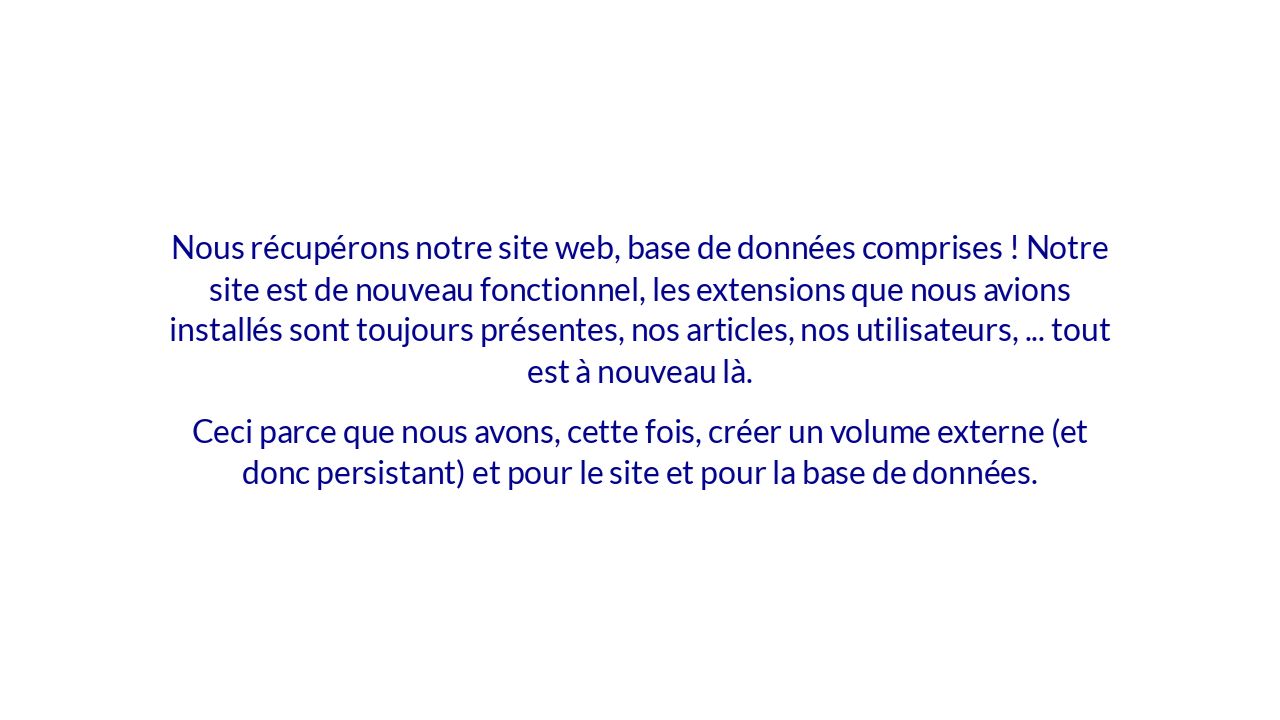 Nous récupérons notre site web, base de données comprises ! Notre
site est de nouveau fonctionnel, les extensions que nous avions
installés sont toujours présentes, nos articles, nos utilisateurs, ... tout
est à nouveau là.
Ceci parce que nous avons, cette fois, créer un volume externe (et
donc persistant) et pour le site et pour la base de données.